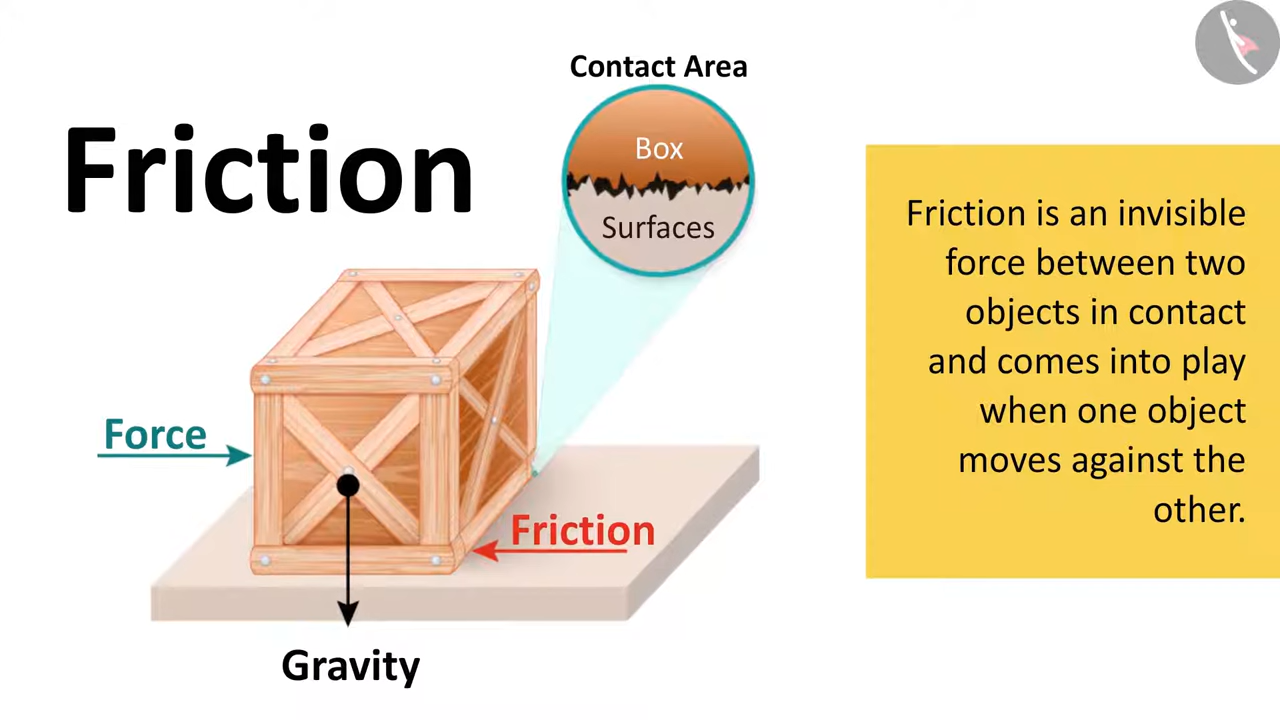 Contact Area
Friction
Box
Surfaces
Force
Friction
Gravity
Friction is an invisible
force between two
objects in contact
and comes into play
when one object
moves against the
other.